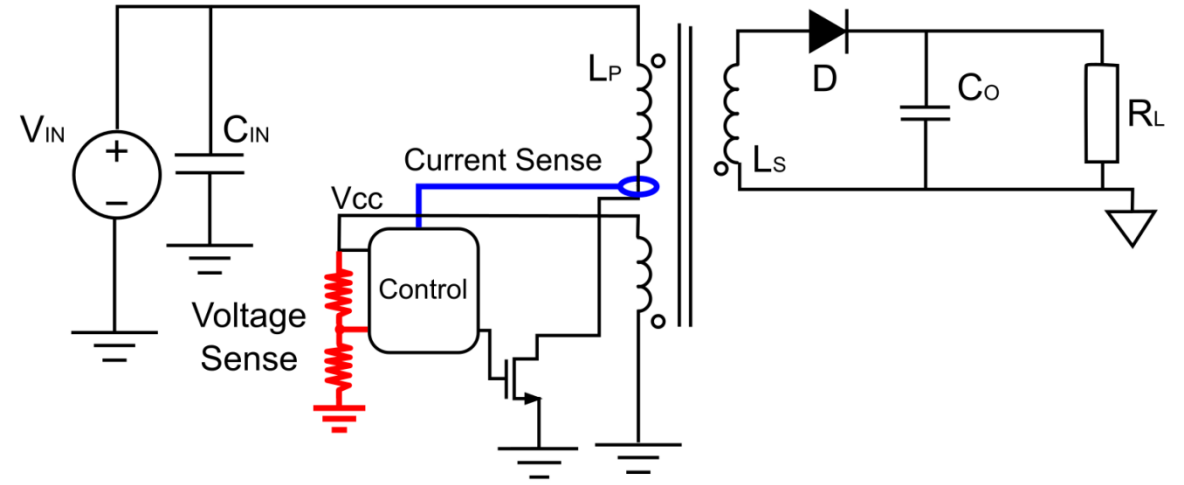 LP
D
CO
RL
VIN
+
−
CIN
Current Sense
LS
Vcc
Control
Voltage
Sense